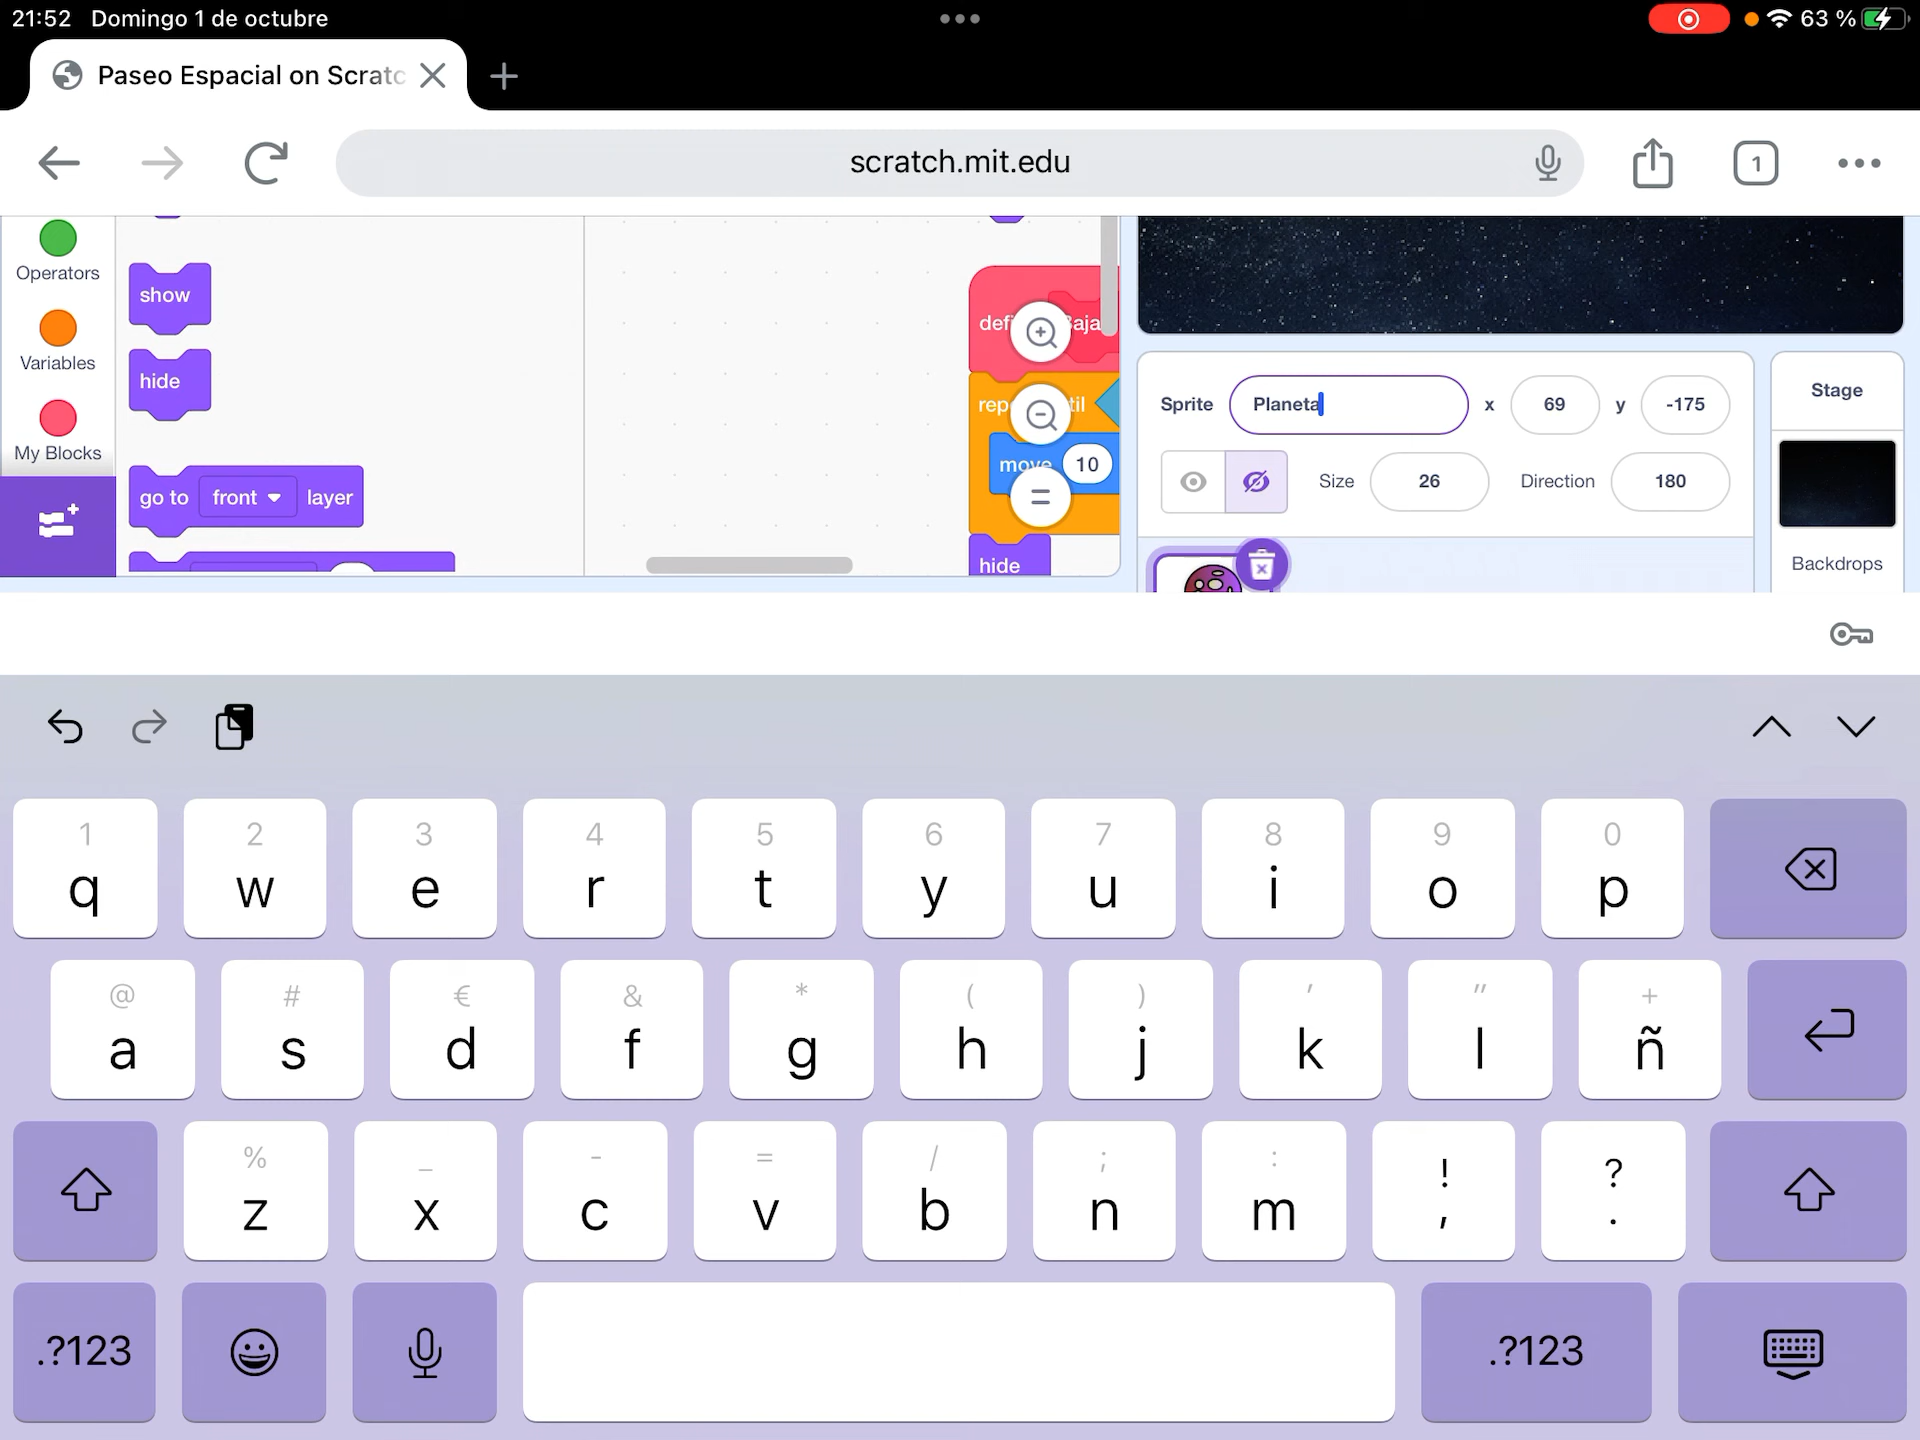 21:52 Domingo 1 de octubre
63 %
Paseo Espacial on Scratc
scratch.mit.edu
1
Operators
Variables
My Blocks
show
hide
go to front layer
move 10
hide
Sprite Planeta x 69 y -175
Size 26 Direction 180
Stage
Backdrops
1 2 3 4 5 6 7 8 9 0
q w e r t y u i o p
@ # € & * ( ) ' " +
a s d f g h j k l ñ
% _ - = / ; : ! ?
z x c v b n m , .
.?123 .?123